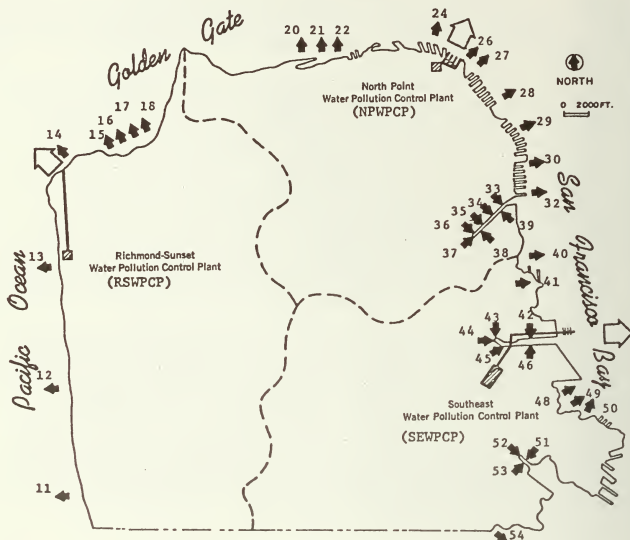 Golden Gate
20 21 22
24
26
27
NORTH
0 2000 FT.
North Point
Water Pollution Control Plant
(NPWPCP)
28
29
30
32
San Francisco Bay
14
15
16
17
18
33
34
35
36
37
38
39
40
41
Richmond-Sunset
Water Pollution Control Plant
(RSWPCP)
Pacific Ocean
13
12
11
42
43
44
45
46
48
49
50
Southeast
Water Pollution Control Plant
(SEWPCP)
51
52
53
54